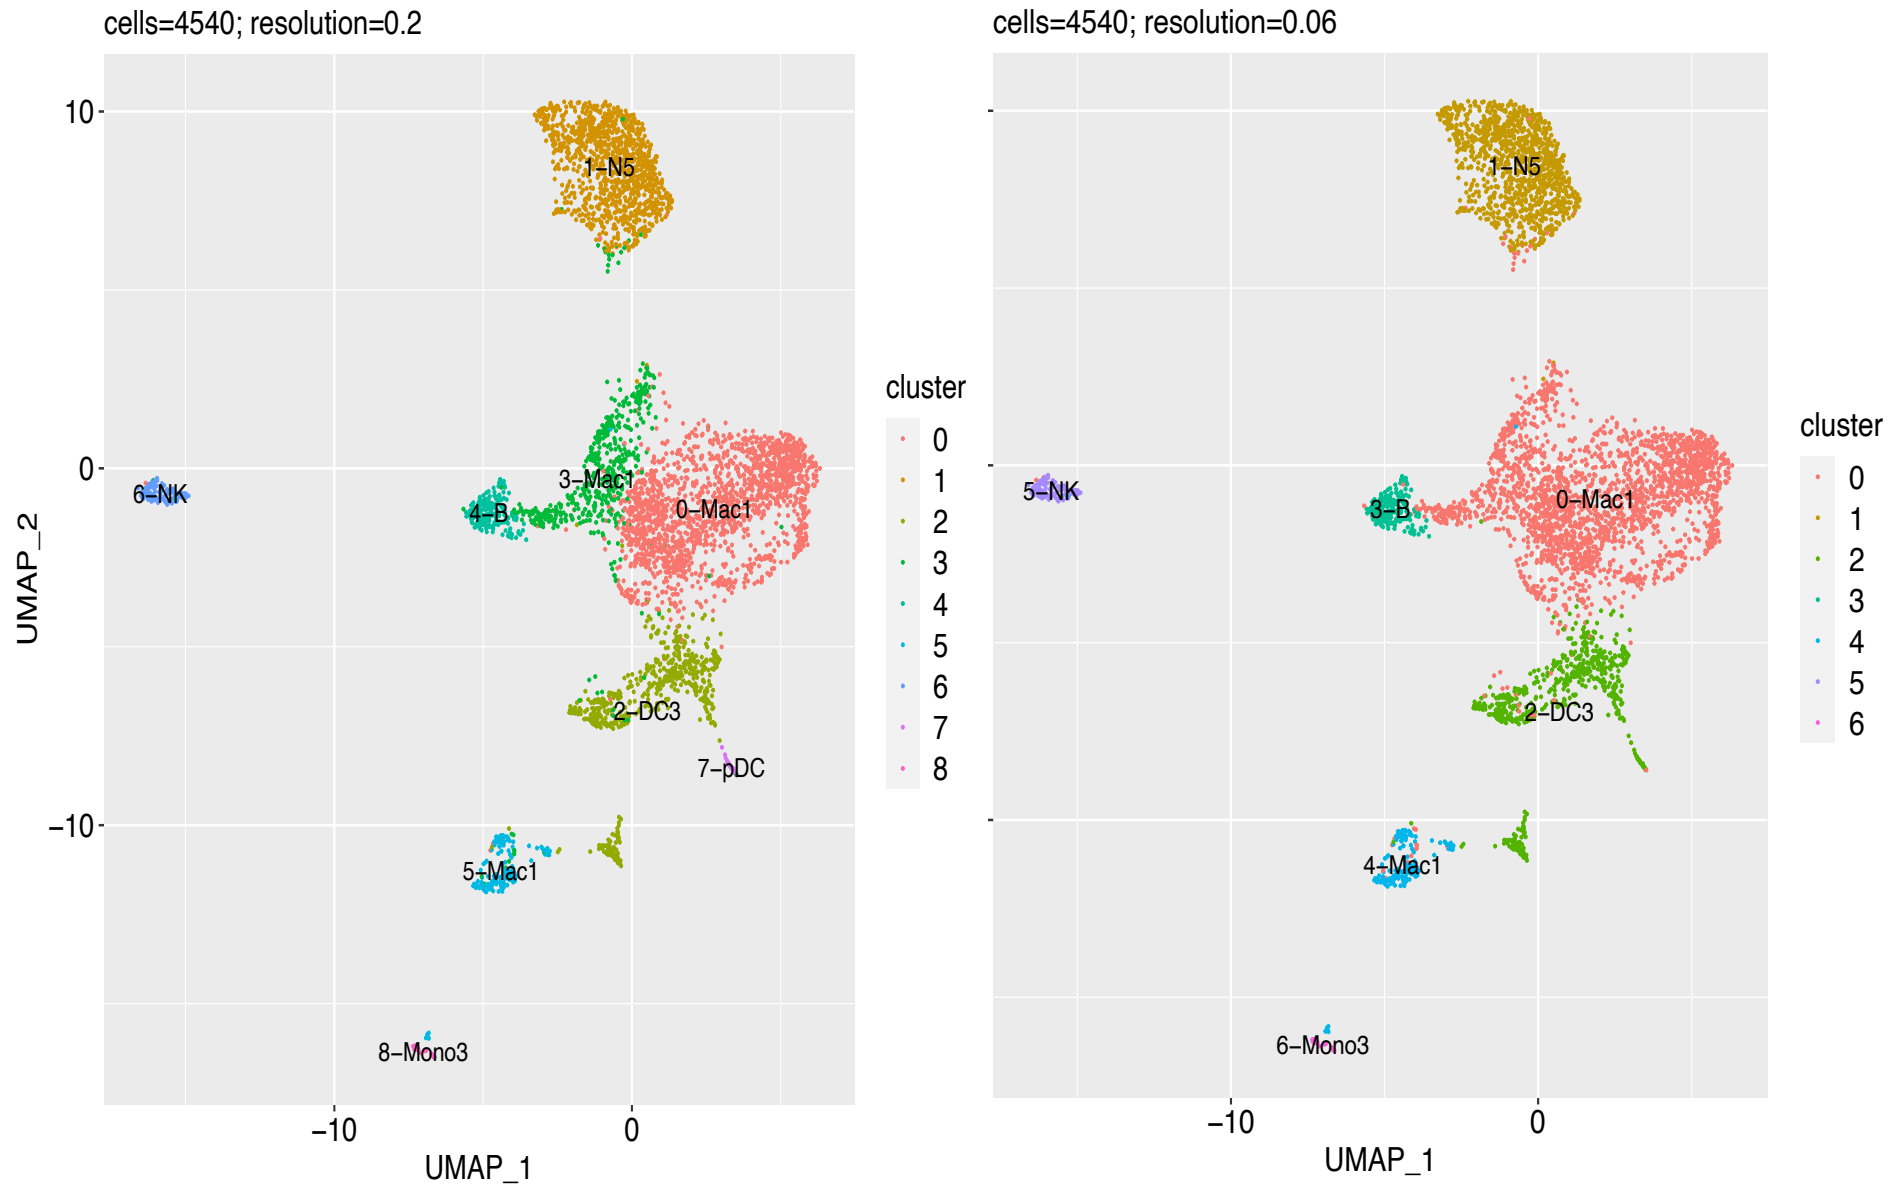 cells=4540; resolution=0.2
10
0
−10
UMAP_2
1−N5
3−Mac1
0−Mac1
6−NK
4−B
2−DC3
7−pDC
5−Mac1
8−Mono3
−10
0
UMAP_1
cluster
0
1
2
3
4
5
6
7
8
cells=4540; resolution=0.06
1−N5
0−Mac1
5−NK
3−B
2−DC3
4−Mac1
6−Mono3
−10
0
UMAP_1
cluster
0
1
2
3
4
5
6